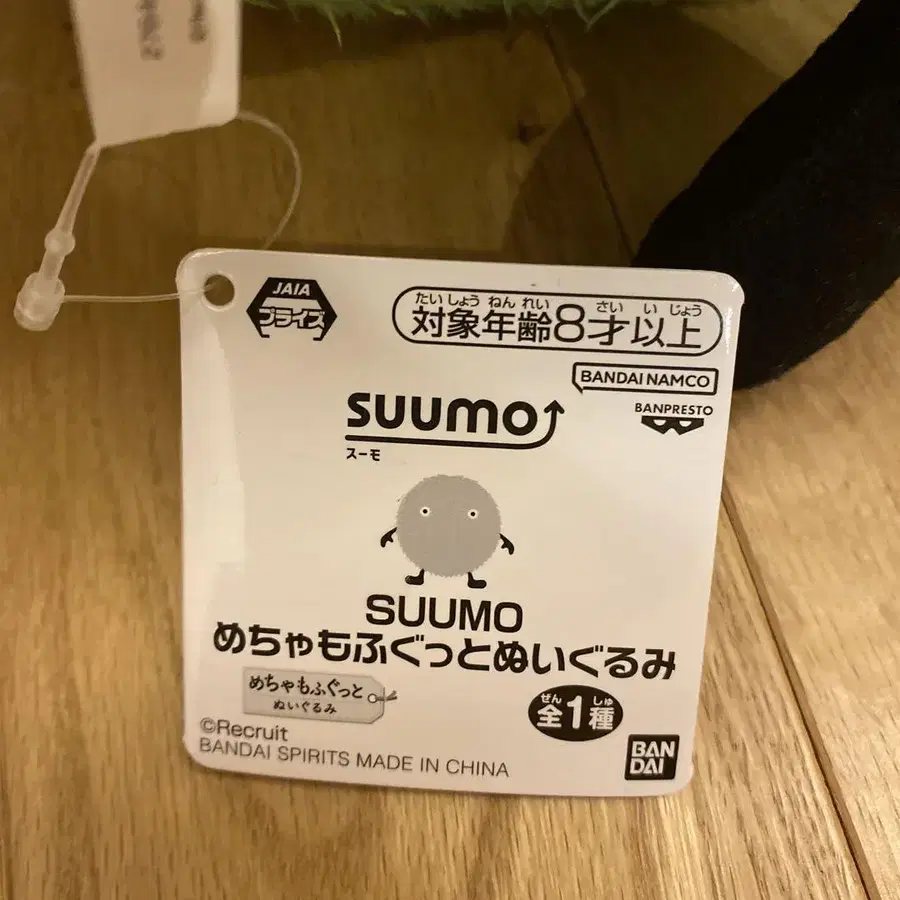 JAIA
プライズ
たいしょうねんれい さいいじょう
対象年齢8才以上
BANDAI NAMCO
BANPRESTO
suumo
スーモ
SUUMO
めちゃもふぐっとぬいぐるみ
めちゃもふぐっと
ぬいぐるみ
ぜん しゅ
全1種
©Recruit
BANDAI SPIRITS MADE IN CHINA
BAN
DAI